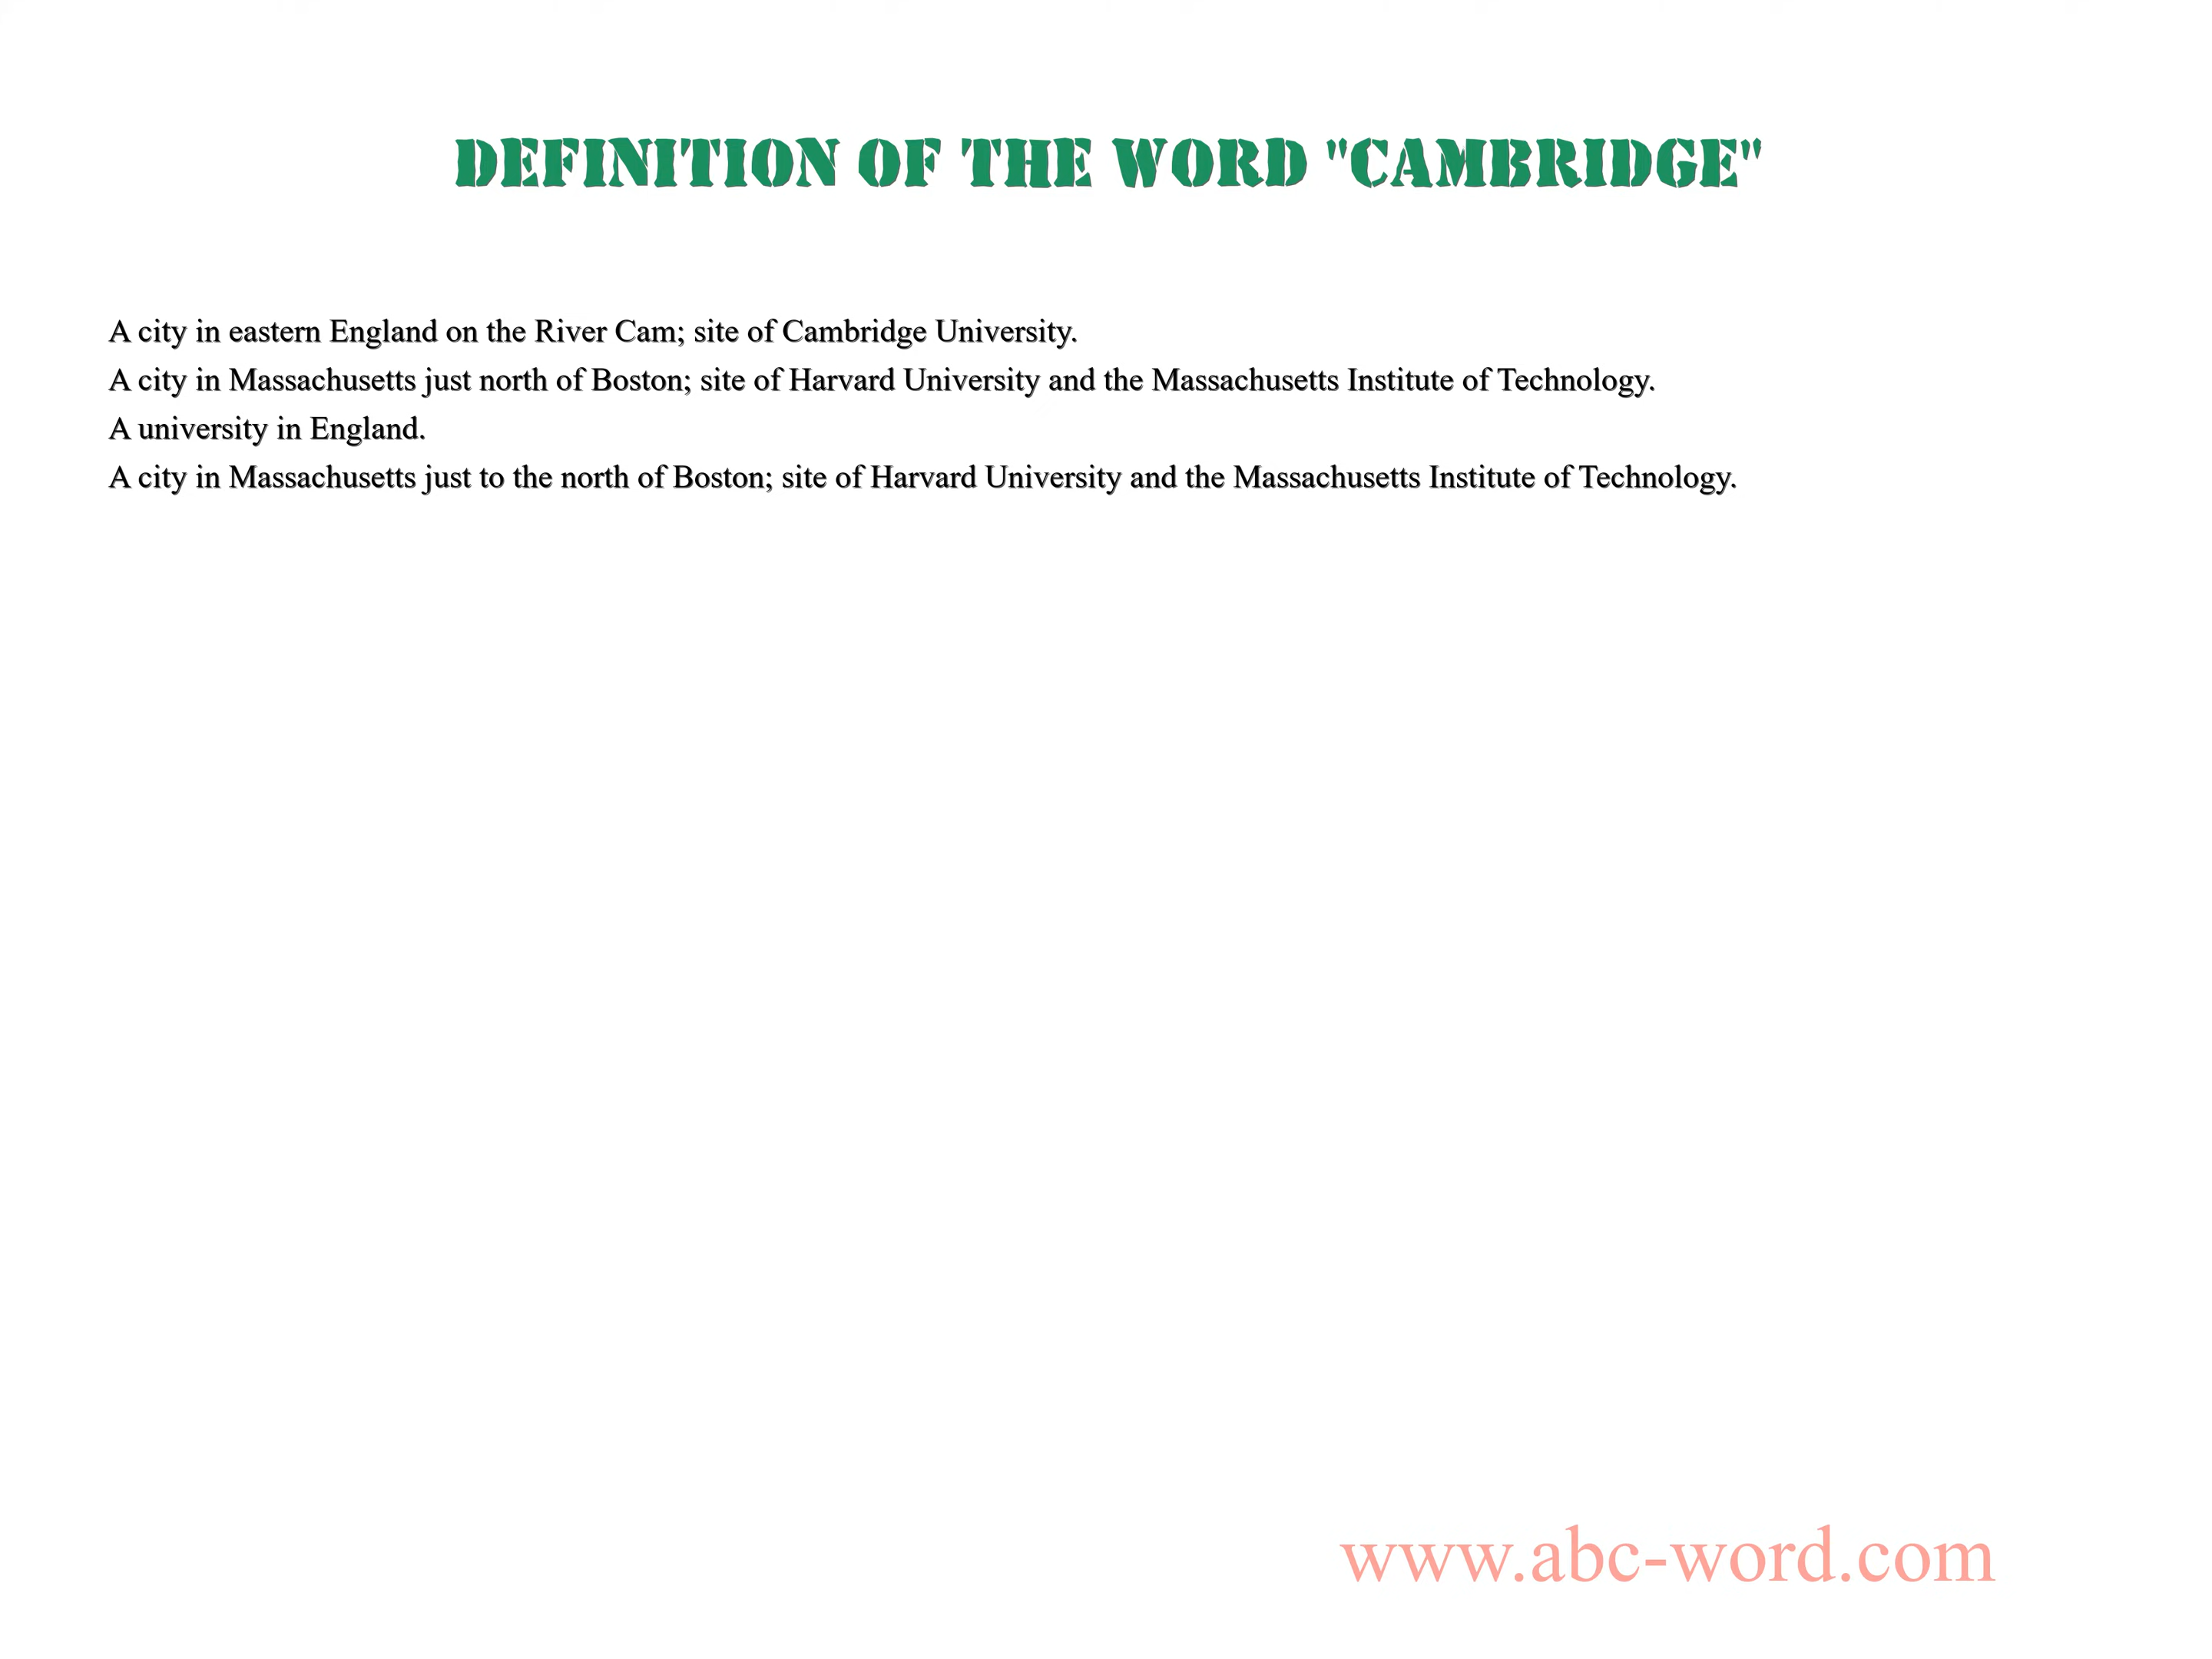 DEFINITION OF THE WORD "CAMBRIDGE"
A city in eastern England on the River Cam; site of Cambridge University.
A city in Massachusetts just north of Boston; site of Harvard University and the Massachusetts Institute of Technology.
A university in England.
A city in Massachusetts just to the north of Boston; site of Harvard University and the Massachusetts Institute of Technology.
www.abc-word.com